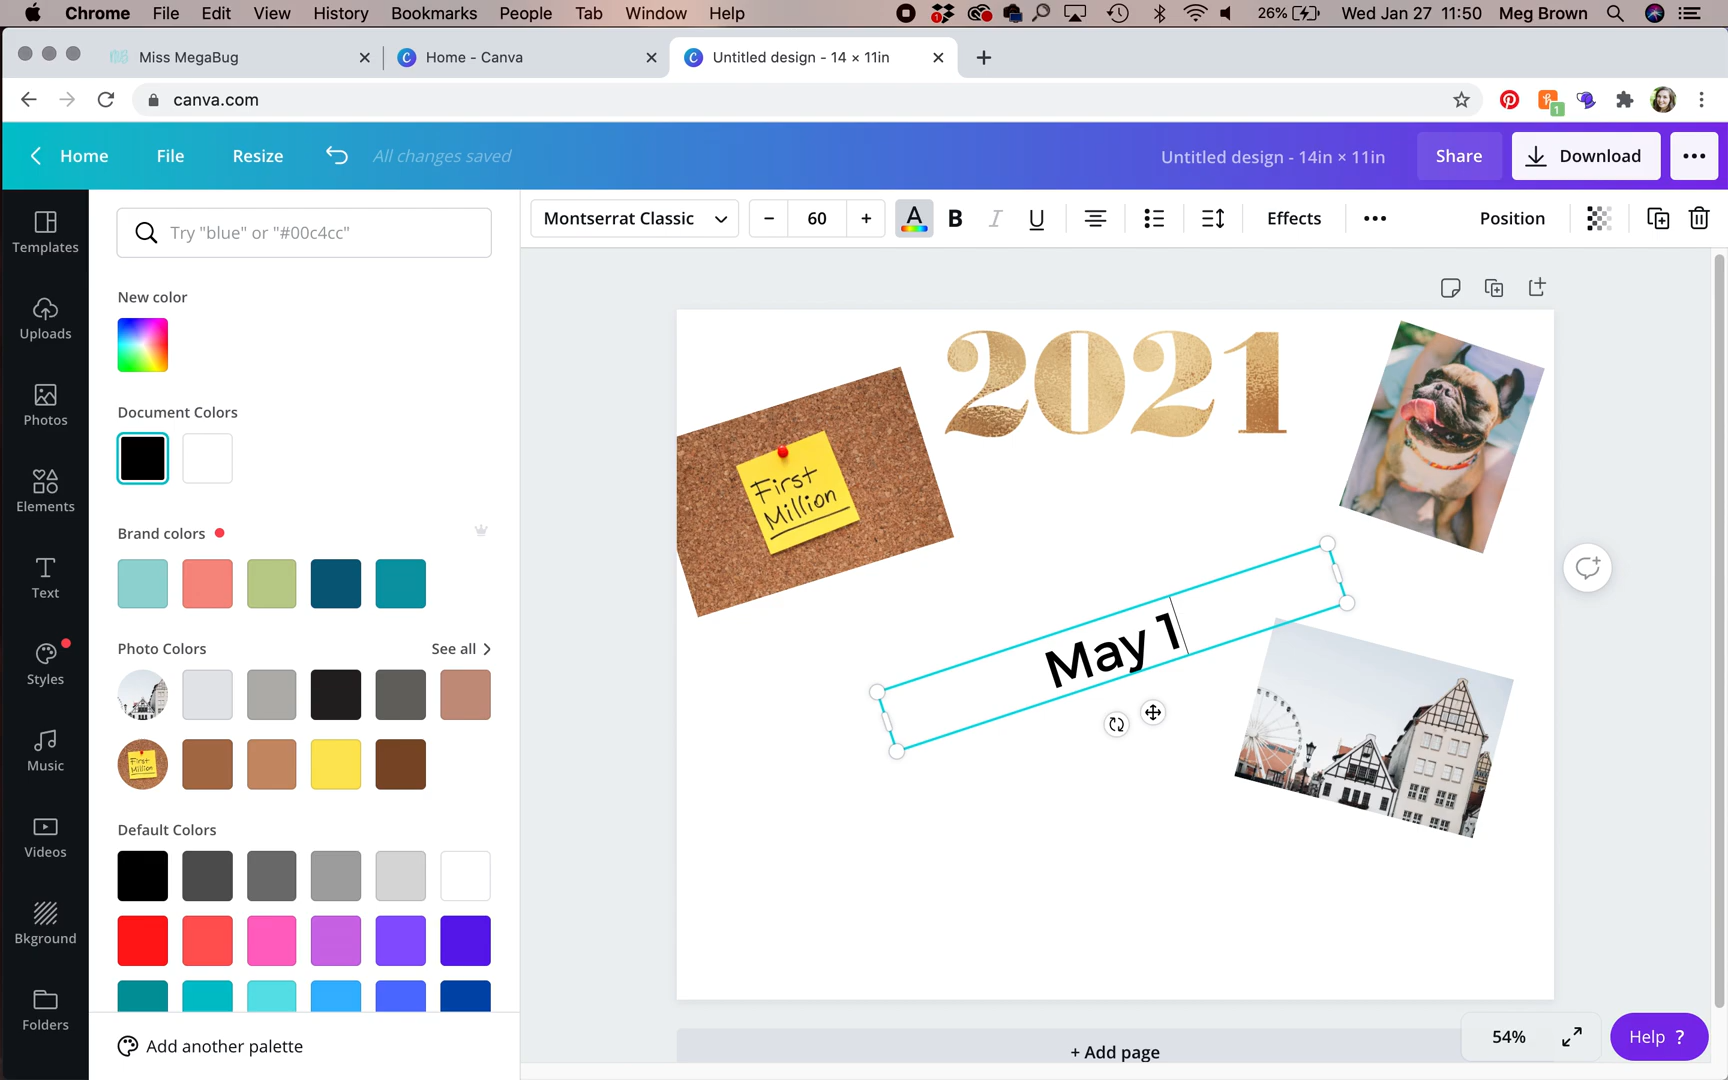 Chrome File Edit View History Bookmarks People Tab Window Help 1 26% Wed Jan 27 11:50 Meg Brown
Miss MegaBug Home - Canva Untitled design - 14 × 11in
canva.com 1
Home File Resize All changes saved Untitled design - 14in × 11in Share Download
Templates
Uploads
Photos
Elements
Text
Styles
Music
Videos
Bkground
Folders
Try "blue" or "#00c4cc"
New color
Document Colors
Brand colors
Photo Colors See all
First
Million
Default Colors
Add another palette
Montserrat Classic 60 A B I U Effects Position
2021
First
Million
May 1
+ Add page
54% Help ?